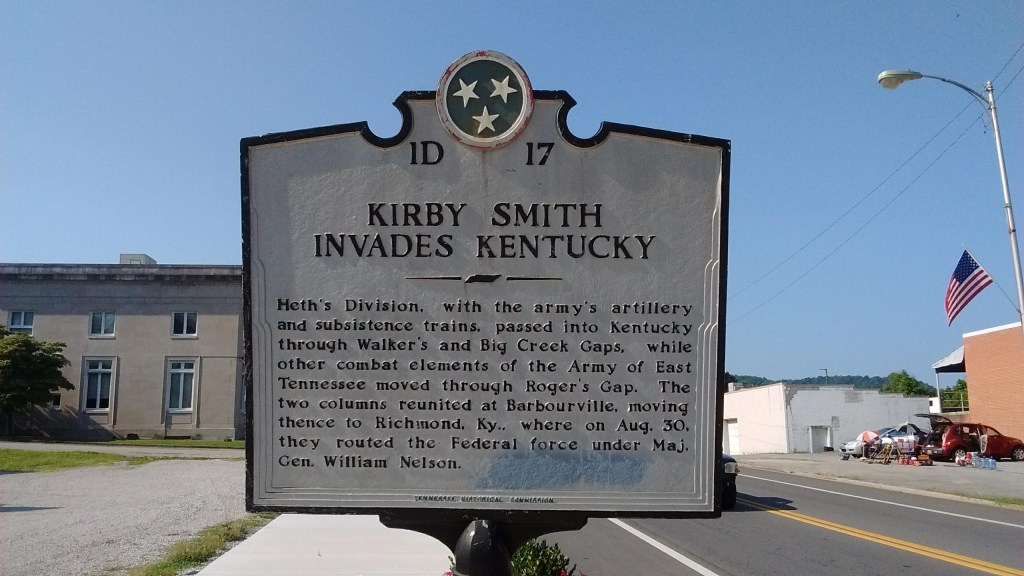 1D 17
KIRBY SMITH
INVADES KENTUCKY
Heth's Division, with the army's artillery
and subsistence trains, passed into Kentucky
through Walker's and Big Creek Gaps, while
other combat elements of the Army of East
Tennessee moved through Roger's Gap. The
two columns reunited at Barbourville, moving
thence to Richmond, Ky., where on Aug. 30,
they routed the Federal force under Maj.
Gen. William Nelson.
TENNESSEE HISTORICAL COMMISSION